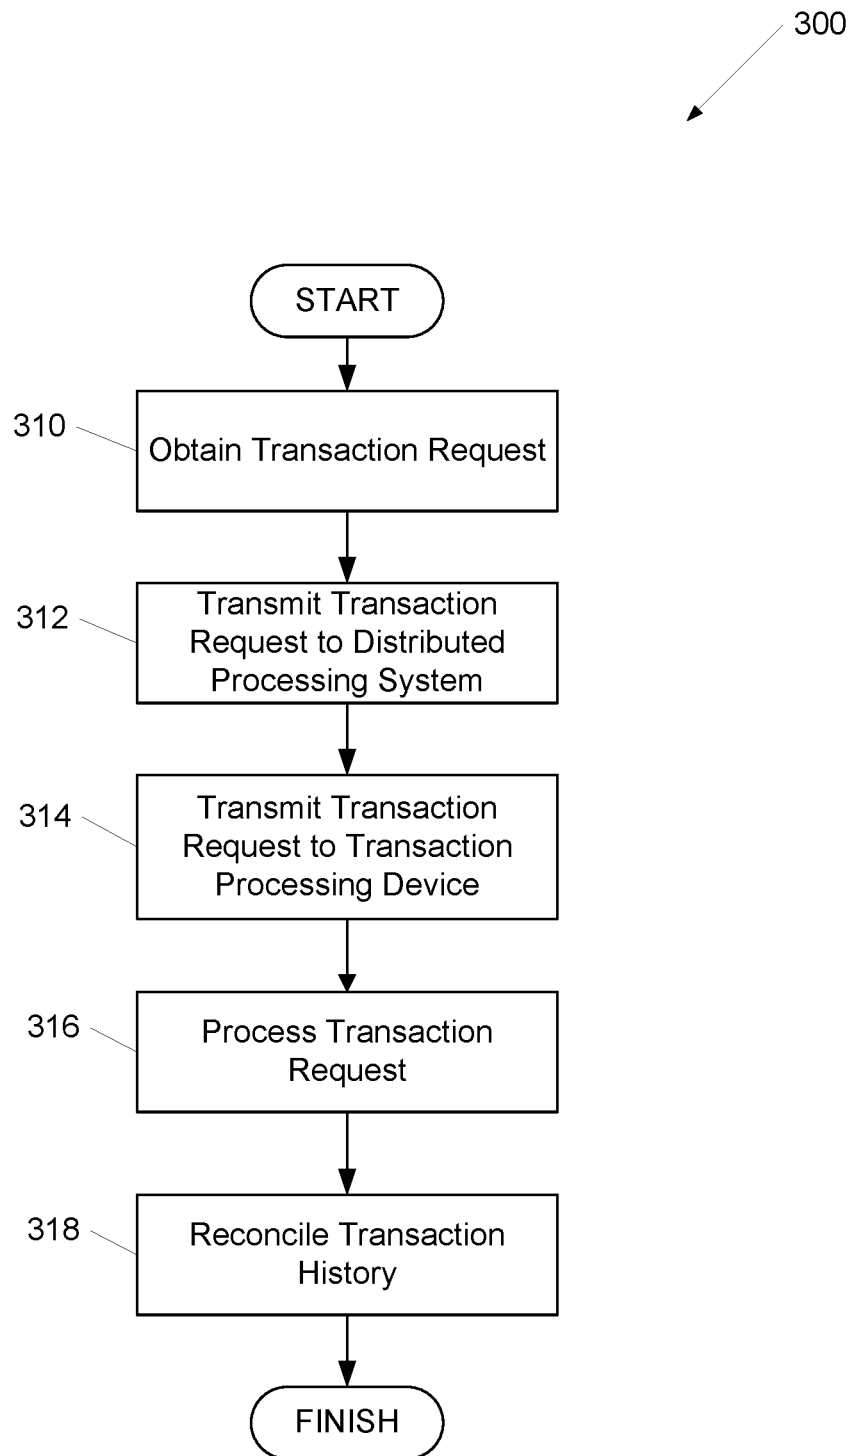 300
START
310
Obtain Transaction Request
312
Transmit Transaction
Request to Distributed
Processing System
314
Transmit Transaction
Request to Transaction
Processing Device
316
Process Transaction
Request
318
Reconcile Transaction
History
FINISH